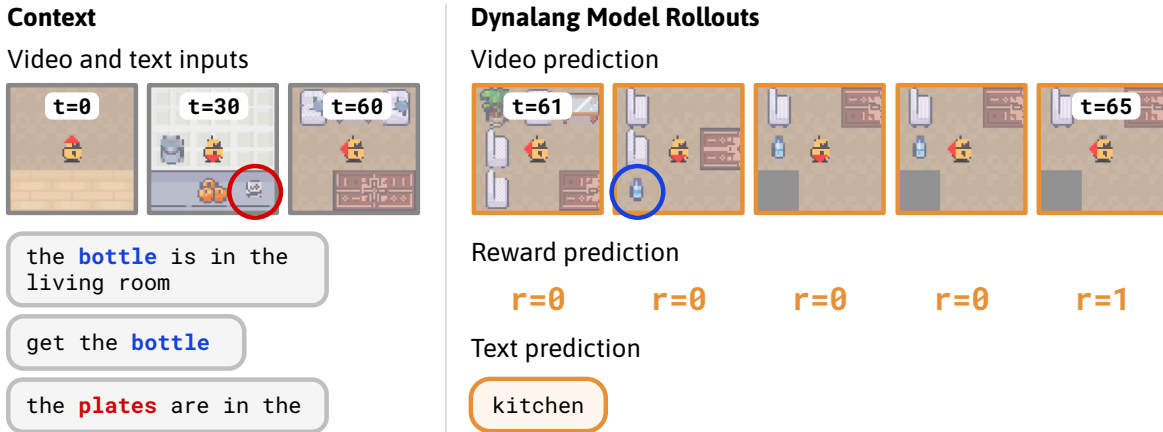 Context
Video and text inputs
t=0
t=30
t=60
the bottle is in the
living room
get the bottle
the plates are in the
Dynalang Model Rollouts
Video prediction
t=61
t=65
Reward prediction
r=0
r=0
r=0
r=0
r=1
Text prediction
kitchen